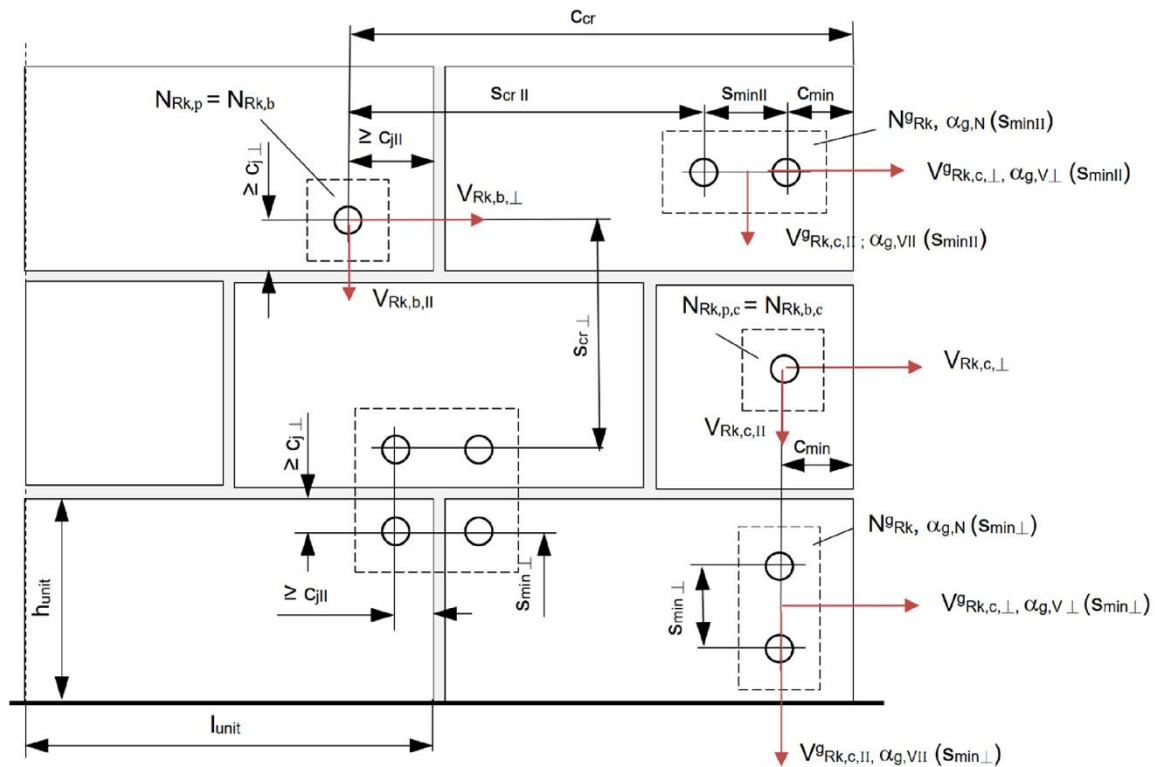 c_cr
N_Rk,p = N_Rk,b
s_cr II
s_minII
c_min
N^g_Rk, α_g,N (s_minII)
≥ c_jII
≥ c_j⊥
V^g_Rk,c,⊥, α_g,V⊥ (s_minII)
V_Rk,b,⊥
V^g_Rk,c,II ; α_g,VII (s_minII)
V_Rk,b,II
N_Rk,p,c = N_Rk,b,c
s_cr⊥
V_Rk,c,⊥
V_Rk,c,II
c_min
≥ c_j⊥
N^g_Rk, α_g,N (s_min⊥)
h_unit
≥ c_jII
s_min⊥
s_min⊥
V^g_Rk,c,⊥, α_g,V⊥ (s_min⊥)
l_unit
V^g_Rk,c,II, α_g,VII (s_min⊥)